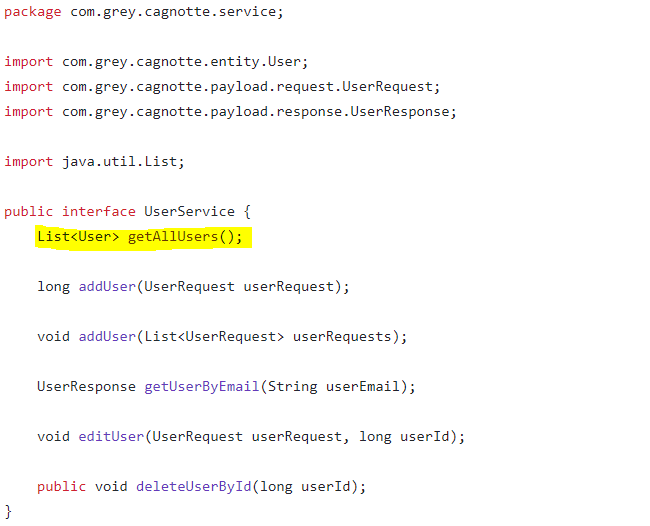 package com.grey.cagnotte.service;
import com.grey.cagnotte.entity.User;
import com.grey.cagnotte.payload.request.UserRequest;
import com.grey.cagnotte.payload.response.UserResponse;
import java.util.List;
public interface UserService {
List<User> getAllUsers();
long addUser(UserRequest userRequest);
void addUser(List<UserRequest> userRequests);
UserResponse getUserByEmail(String userEmail);
void editUser(UserRequest userRequest, long userId);
public void deleteUserById(long userId);
}